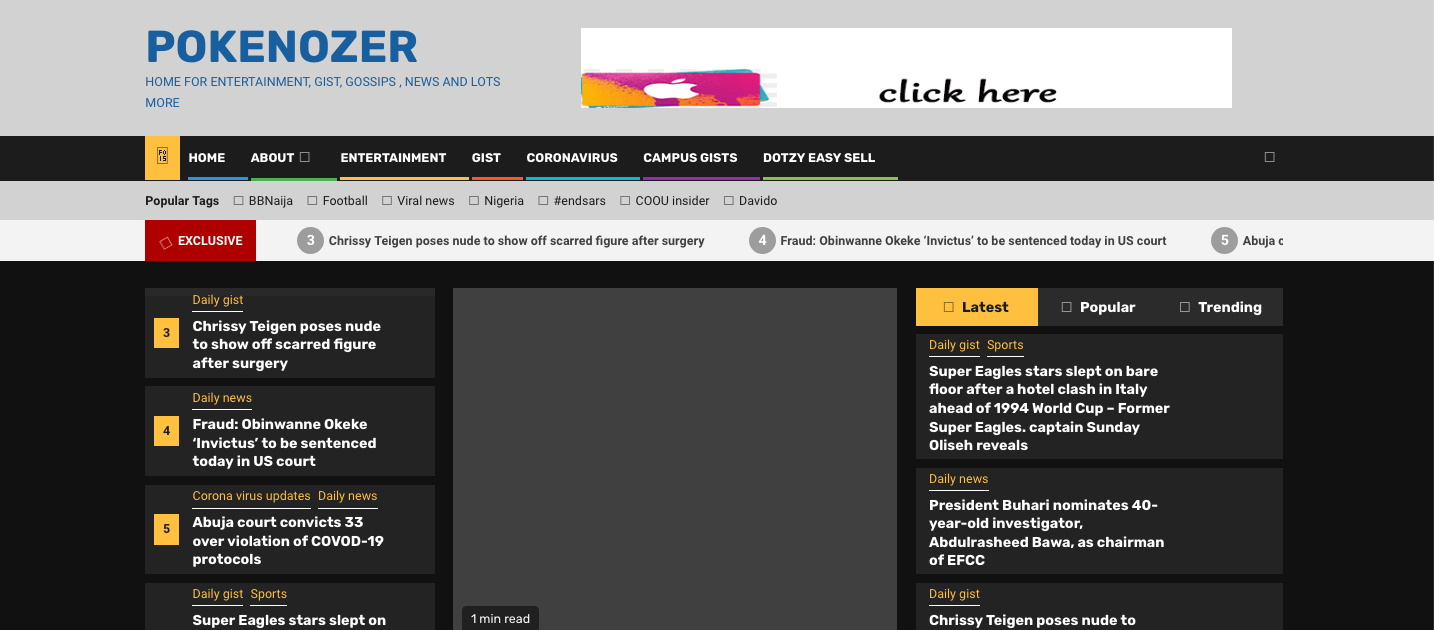 POKENOZER
HOME FOR ENTERTAINMENT, GIST, GOSSIPS , NEWS AND LOTS
MORE
click here
HOME
ABOUT
ENTERTAINMENT
GIST
CORONAVIRUS
CAMPUS GISTS
DOTZY EASY SELL
Popular Tags
BBNaija
Football
Viral news
Nigeria
#endsars
COOU insider
Davido
EXCLUSIVE
3 Chrissy Teigen poses nude to show off scarred figure after surgery
4 Fraud: Obinwanne Okeke ‘Invictus’ to be sentenced today in US court
5 Abuja
Daily gist
3
Chrissy Teigen poses nude
to show off scarred figure
after surgery
Daily news
4
Fraud: Obinwanne Okeke
‘Invictus’ to be sentenced
today in US court
Corona virus updates Daily news
5
Abuja court convicts 33
over violation of COVOD-19
protocols
Daily gist Sports
Super Eagles stars slept on
1 min read
Latest
Popular
Trending
Daily gist Sports
Super Eagles stars slept on bare
floor after a hotel clash in Italy
ahead of 1994 World Cup – Former
Super Eagles. captain Sunday
Oliseh reveals
Daily news
President Buhari nominates 40-
year-old investigator,
Abdulrasheed Bawa, as chairman
of EFCC
Daily gist
Chrissy Teigen poses nude to